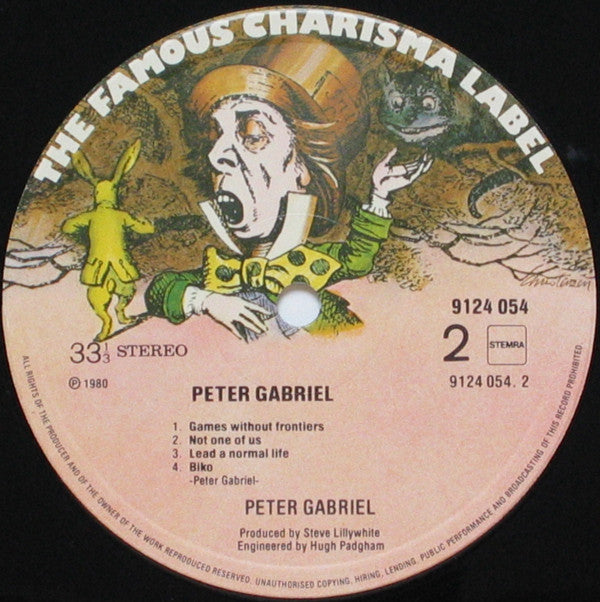 THE FAMOUS CHARISMA LABEL
9124 054
33⅓ STEREO
2
STEMRA
℗ 1980
9124 054. 2
PETER GABRIEL
1. Games without frontiers
2. Not one of us
3. Lead a normal life
4. Biko
-Peter Gabriel-
PETER GABRIEL
Produced by Steve Lillywhite
Engineered by Hugh Padgham
ALL RIGHTS OF THE PRODUCER AND OF THE OWNER OF THE WORK REPRODUCED RESERVED. UNAUTHORISED COPYING, HIRING, LENDING, PUBLIC PERFORMANCE AND BROADCASTING OF THIS RECORD PROHIBITED.